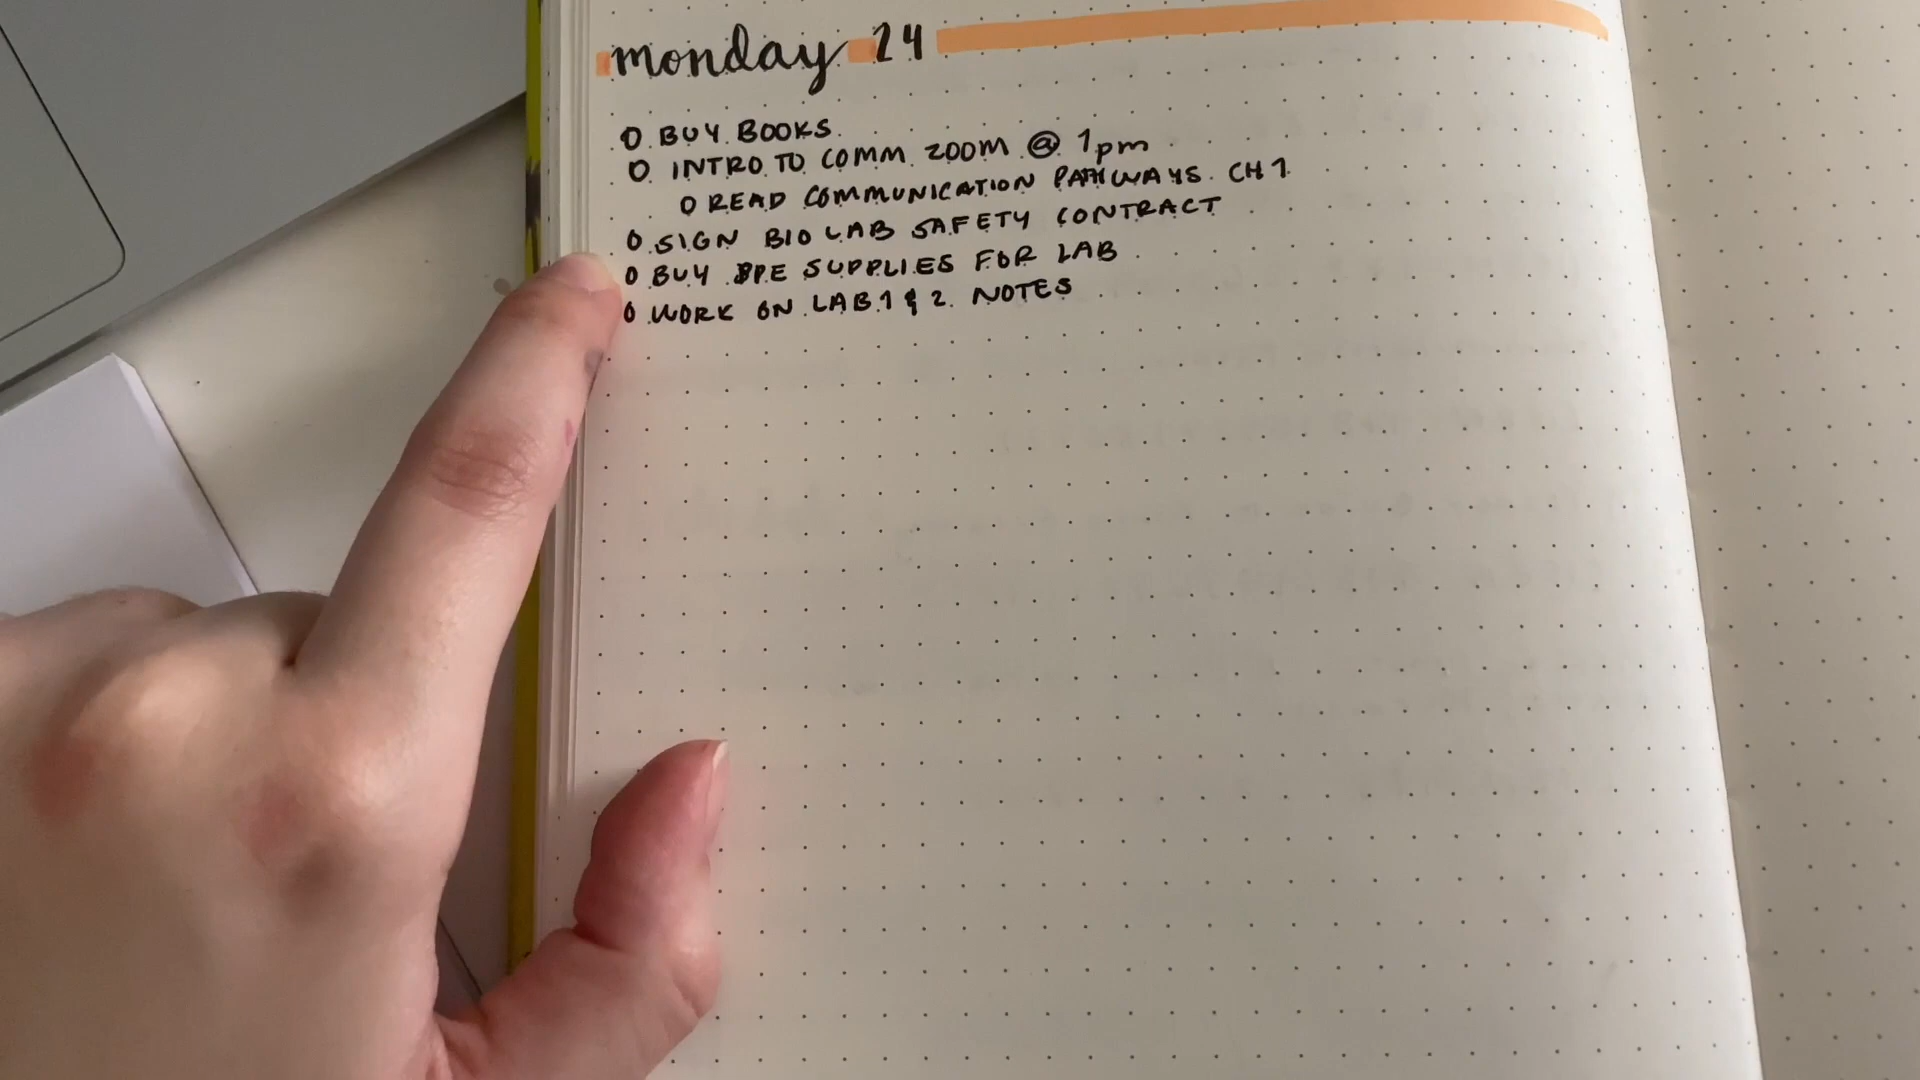 monday 24
O BUY BOOKS
O INTRO TO COMM ZOOM @ 1pm
O READ COMMUNICATION PATHWAYS CH 1
O SIGN BIO LAB SAFETY CONTRACT
O BUY PPE SUPPLIES FOR LAB
O WORK ON LAB 1 & 2 NOTES